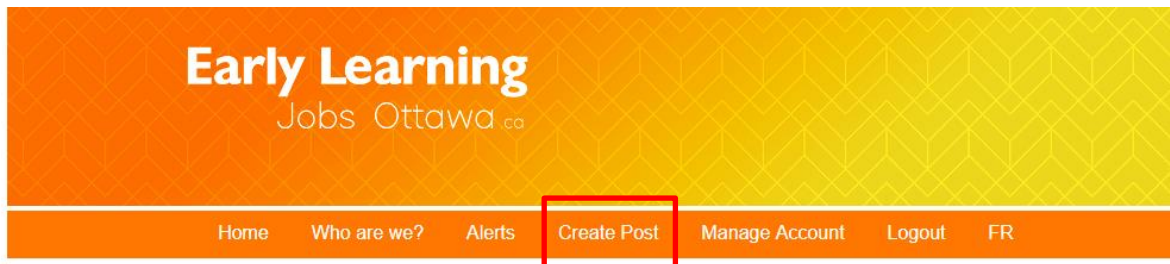 Early Learning
Jobs Ottawa.ca
Home Who are we? Alerts Create Post Manage Account Logout FR